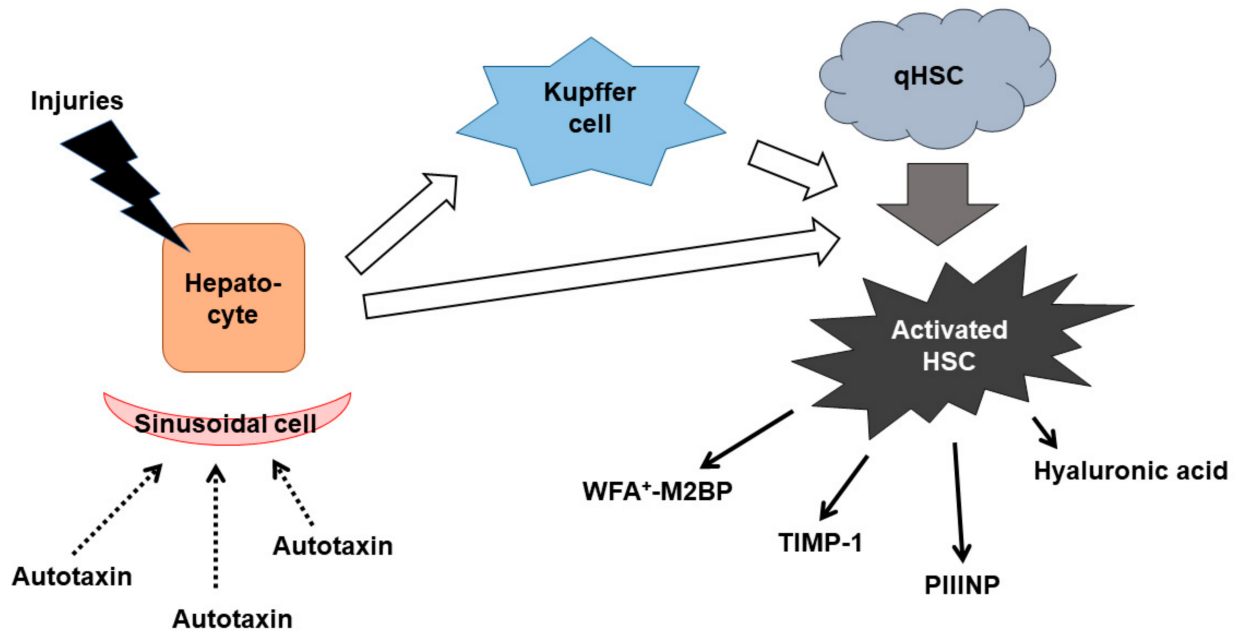 Injuries
Kupffer
cell
qHSC
Hepato-
cyte
Activated
HSC
Sinusoidal cell
WFA⁺-M2BP
Hyaluronic acid
TIMP-1
PIIINP
Autotaxin
Autotaxin
Autotaxin